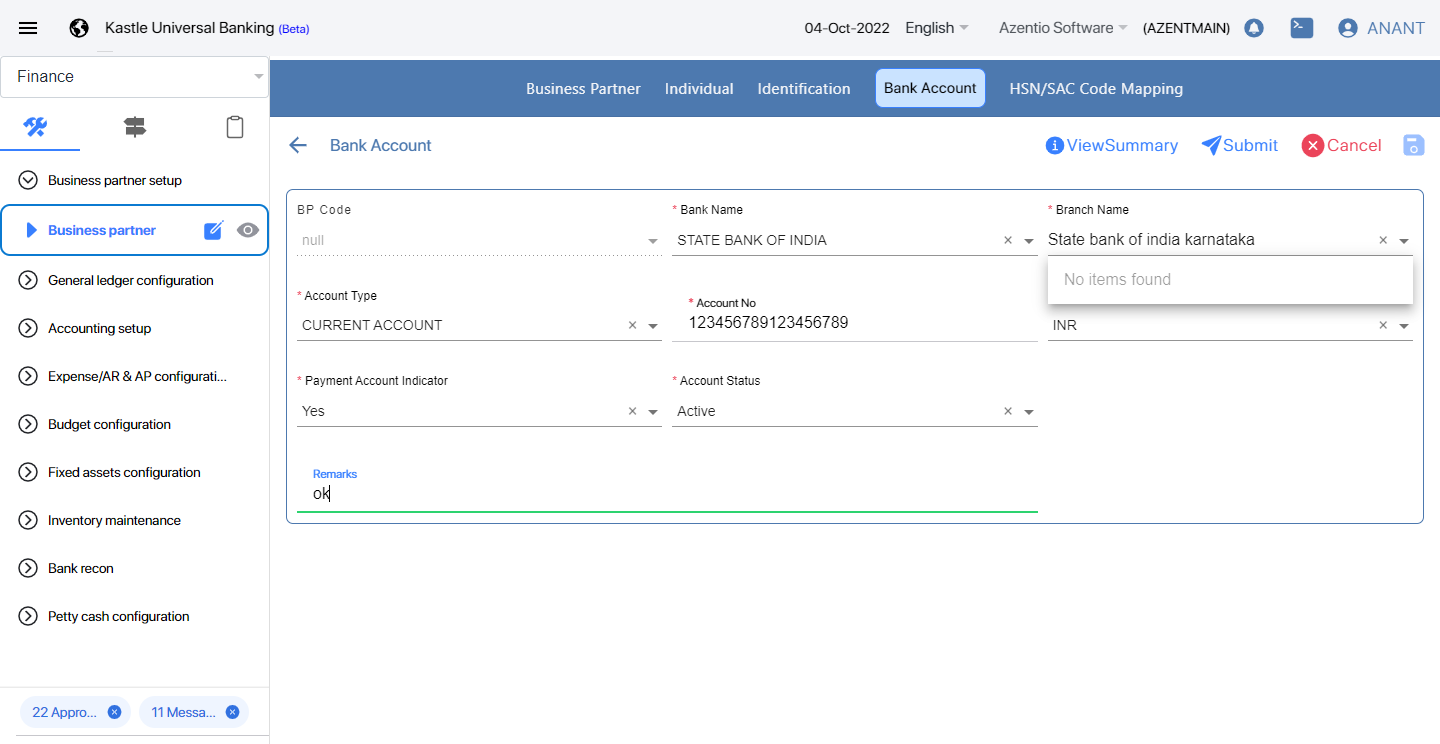 Kastle Universal Banking (Beta)
04-Oct-2022
English
Azentio Software
(AZENTMAIN)
ANANT
Finance
Business Partner
Individual
Identification
Bank Account
HSN/SAC Code Mapping
Bank Account
ViewSummary
Submit
Cancel
Business partner setup
Business partner
General ledger configuration
Accounting setup
Expense/AR & AP configurati...
Budget configuration
Fixed assets configuration
Inventory maintenance
Bank recon
Petty cash configuration
22 Appro...
11 Messa...
BP Code
null
* Bank Name
STATE BANK OF INDIA
* Branch Name
State bank of india karnataka
No items found
* Account Type
CURRENT ACCOUNT
* Account No
123456789123456789
INR
* Payment Account Indicator
Yes
* Account Status
Active
Remarks
ok